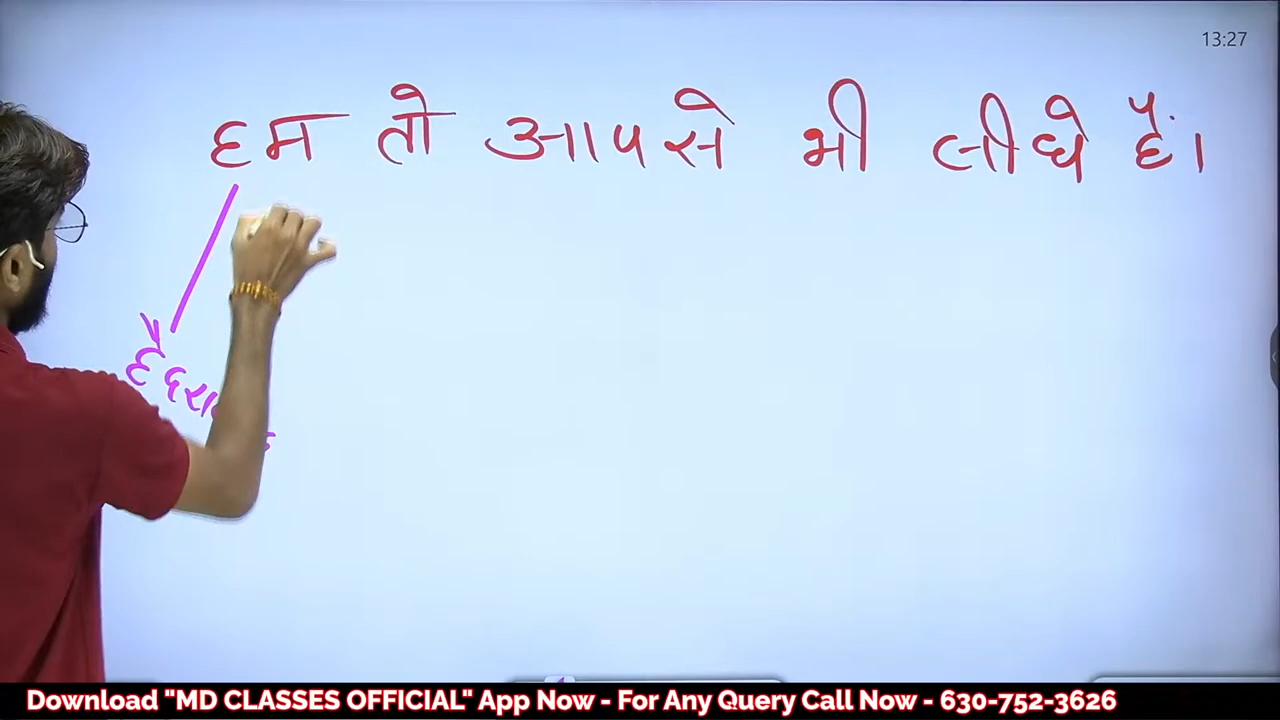 13:27
हम तो आपसे भी लीधे हैं।
Download "MD CLASSES OFFICIAL" App Now - For Any Query Call Now - 630-752-3626